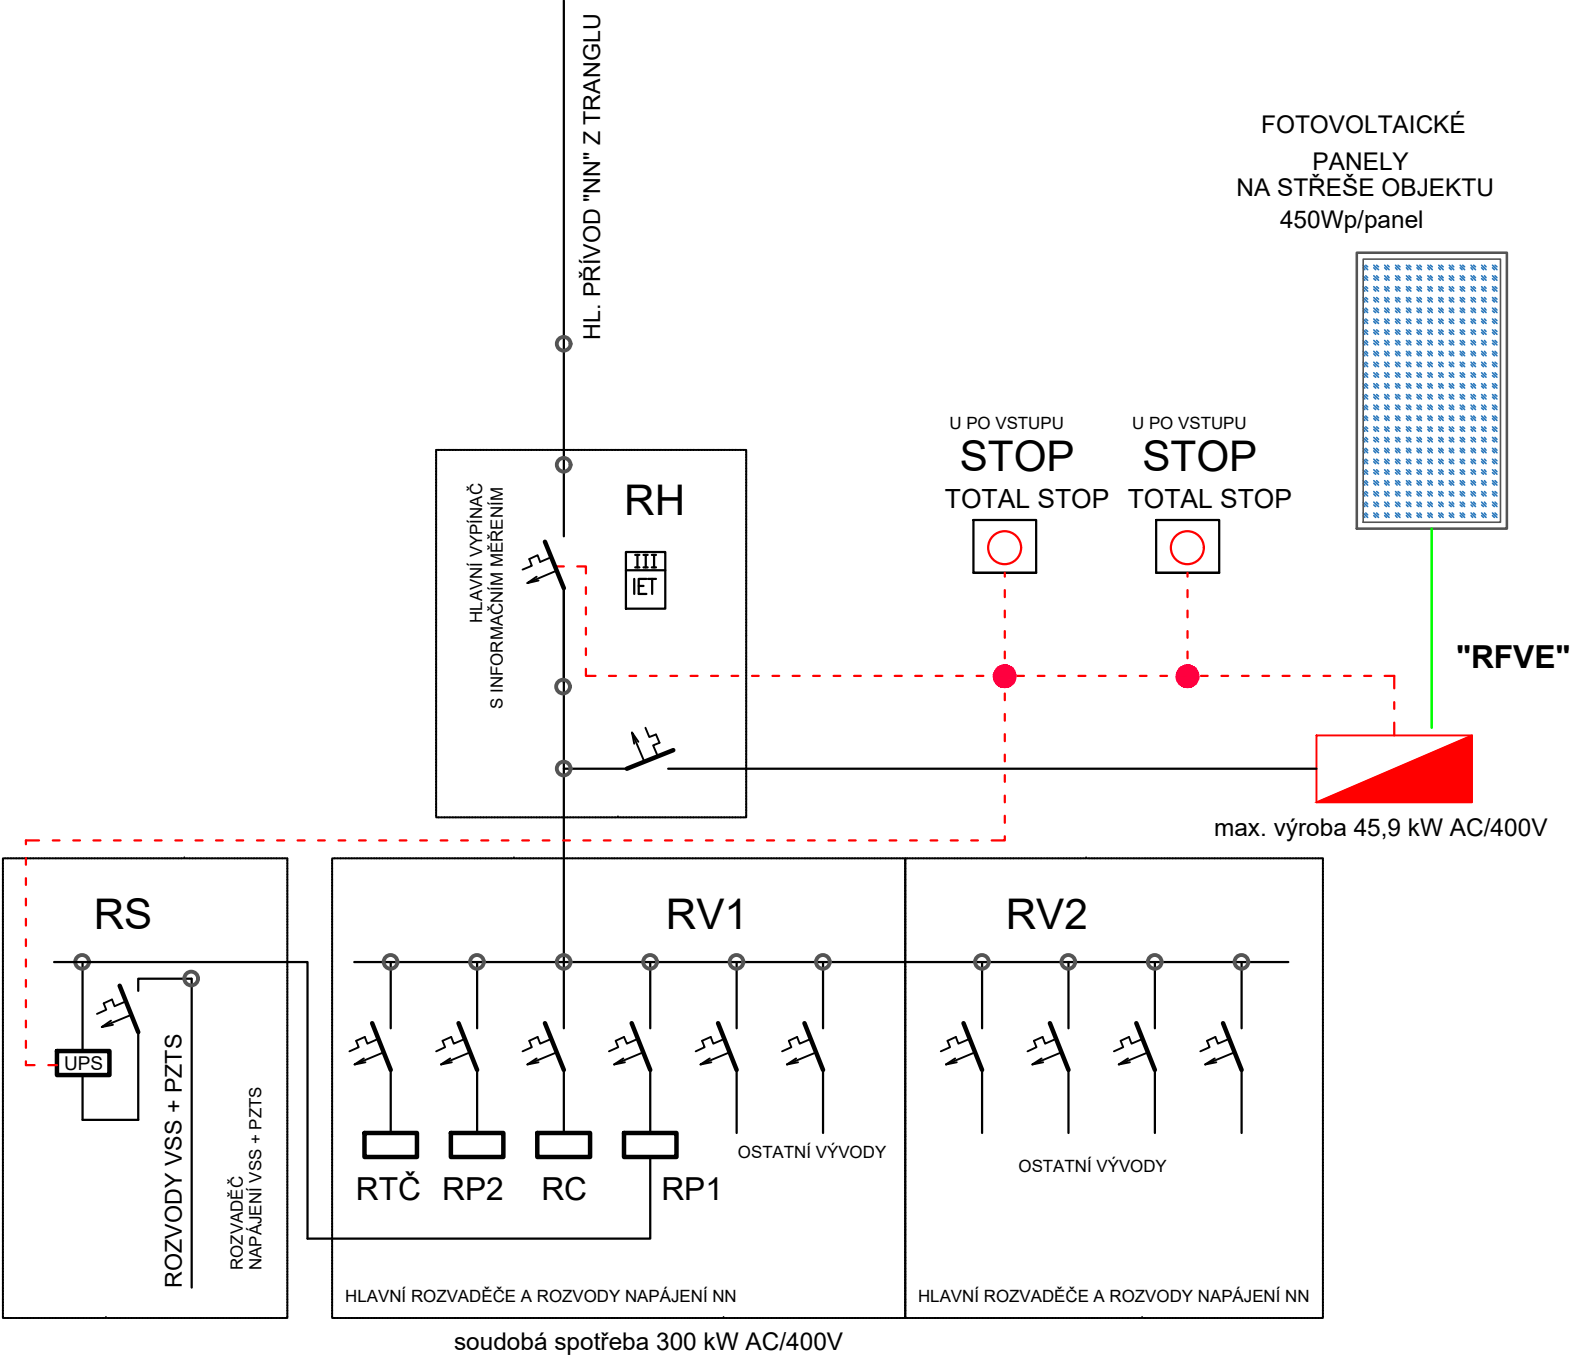 HL. PŘÍVOD "NN" Z TRANGLU
FOTOVOLTAICKÉ
PANELY
NA STŘEŠE OBJEKTU
450Wp/panel
U PO VSTUPU
STOP
TOTAL STOP
U PO VSTUPU
STOP
TOTAL STOP
HLAVNÍ VYPÍNAČ
S INFORMAČNÍM MĚŘENÍM
RH
III
IET
"RFVE"
max. výroba 45,9 kW AC/400V
RS
UPS
ROZVODY VSS + PZTS
ROZVADĚČ
NAPÁJENÍ VSS + PZTS
RV1
RTČ
RP2
RC
RP1
OSTATNÍ VÝVODY
HLAVNÍ ROZVADĚČE A ROZVODY NAPÁJENÍ NN
RV2
OSTATNÍ VÝVODY
HLAVNÍ ROZVADĚČE A ROZVODY NAPÁJENÍ NN
soudobá spotřeba 300 kW AC/400V